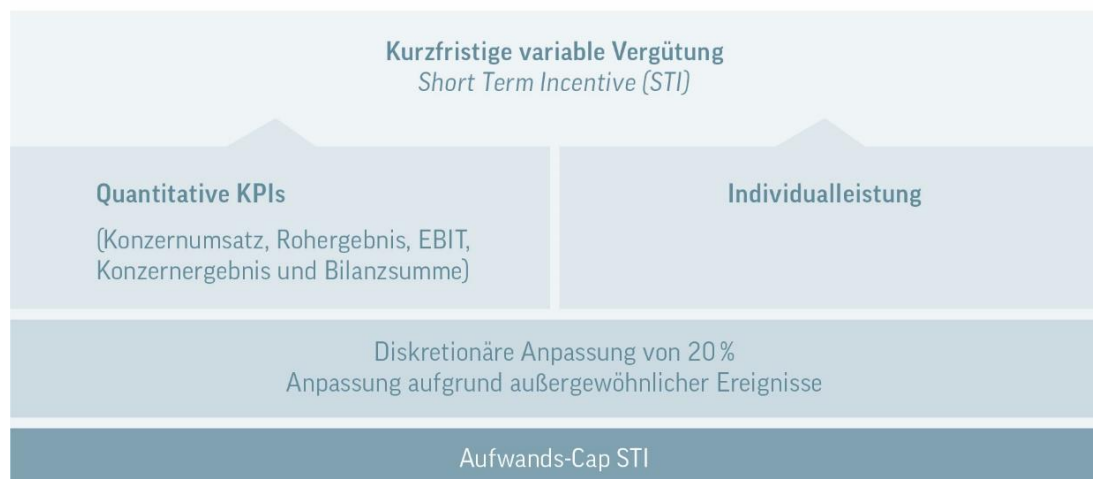 Kurzfristige variable Vergütung
Short Term Incentive (STI)
Quantitative KPIs
(Konzernumsatz, Rohergebnis, EBIT,
Konzernergebnis und Bilanzsumme)
Individualleistung
Diskretionäre Anpassung von 20 %
Anpassung aufgrund außergewöhnlicher Ereignisse
Aufwands-Cap STI